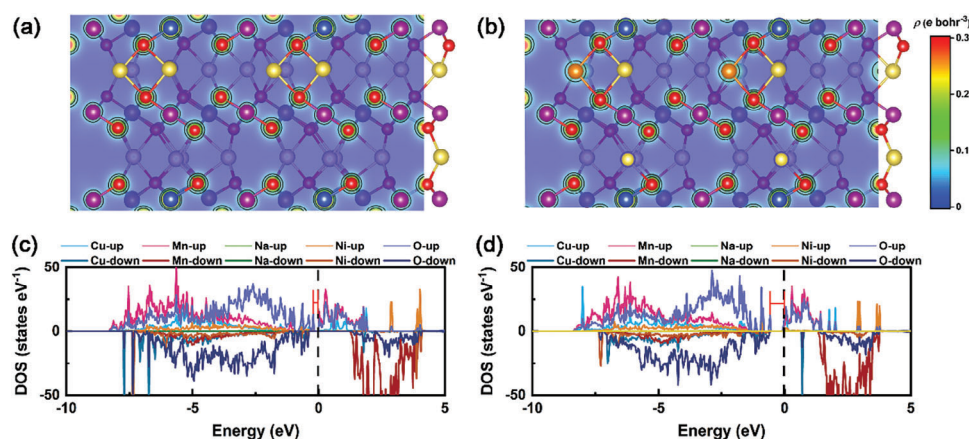 (a)
(b)
ρ (e bohr⁻³)
0.3
0.2
0.1
0
(c)
Cu-up Mn-up Na-up Ni-up O-up
Cu-down Mn-down Na-down Ni-down O-down
DOS (states eV⁻¹)
50
0
-50
-10 -5 0 5
Energy (eV)
(d)
Cu-up Mn-up Na-up Ni-up O-up
Cu-down Mn-down Na-down Ni-down O-down
DOS (states eV⁻¹)
50
0
-50
-10 -5 0 5
Energy (eV)